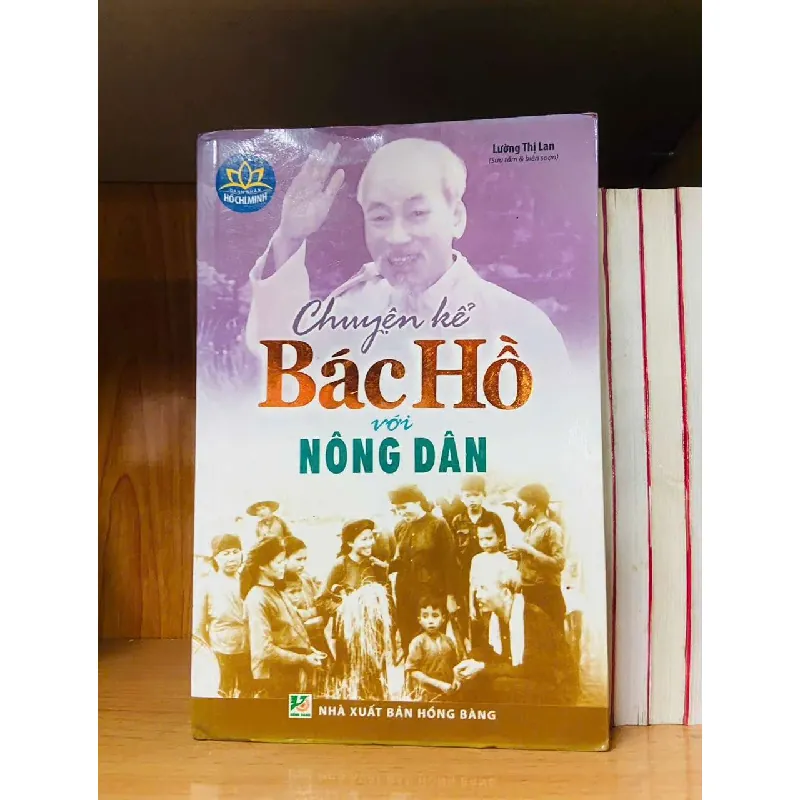 Lường Thị Lan
(Sưu tầm & biên soạn)
HỒ CHÍ MINH
Chuyện kể
Bác Hồ
với
NÔNG DÂN
NHÀ XUẤT BẢN HỒNG BÀNG